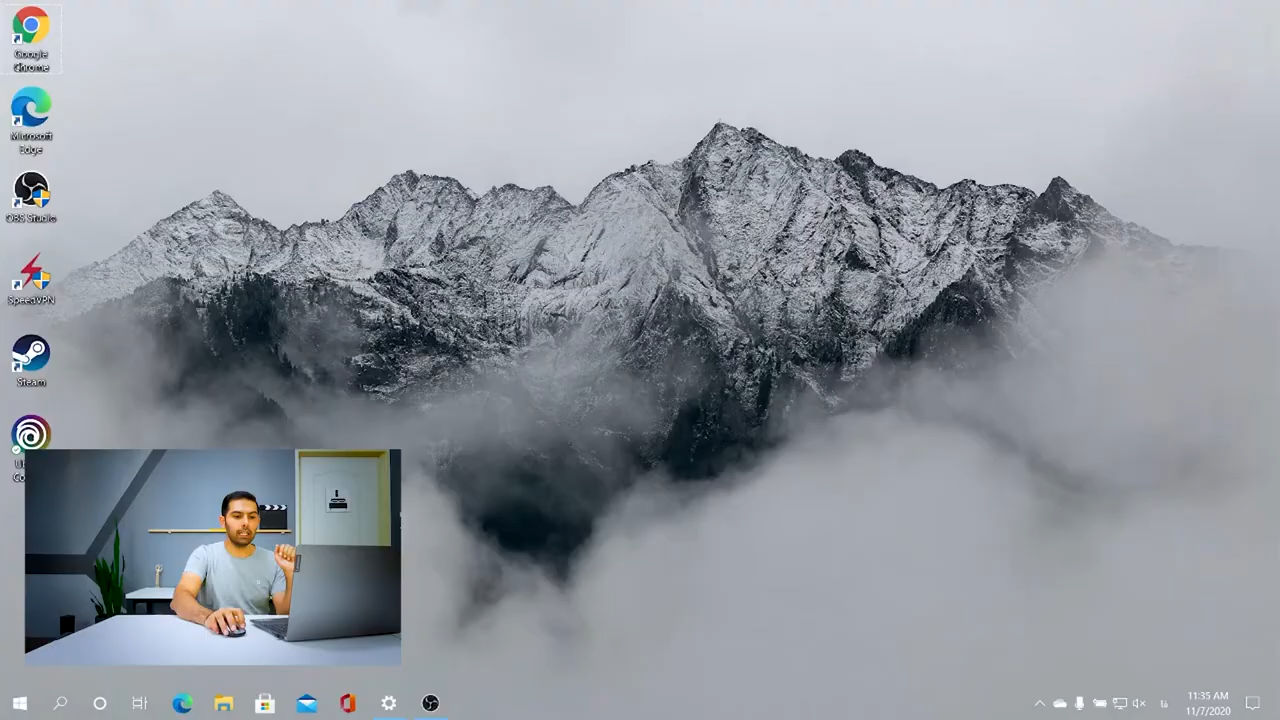 Google
Chrome
Microsoft
Edge
OBS Studio
SpeedVPN
Steam
11:35 AM
11/7/2020